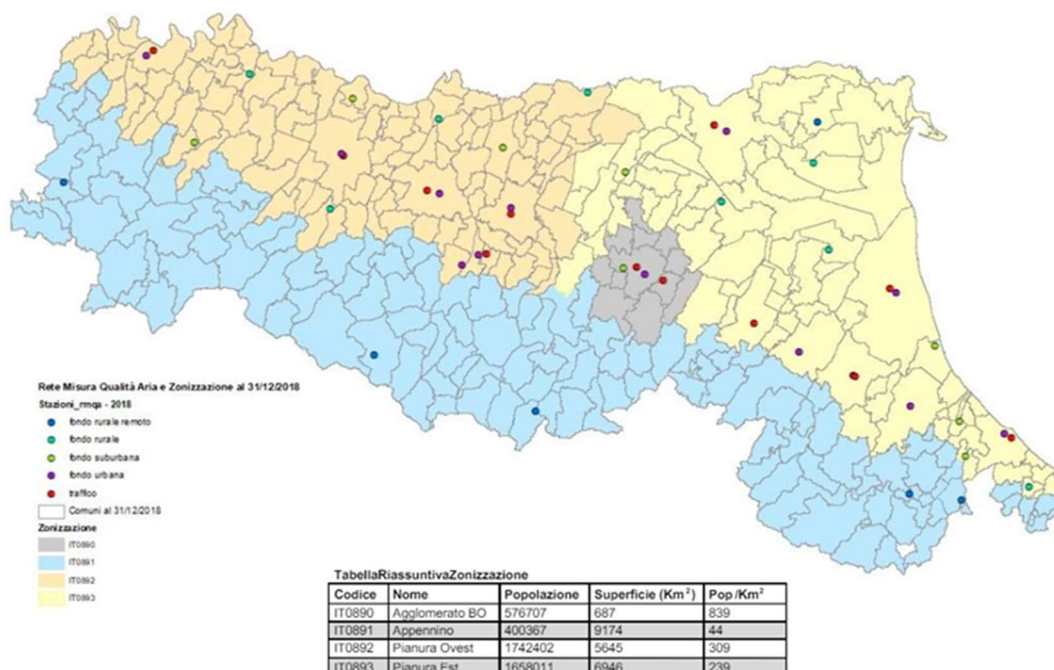 Rete Misura Qualità Aria e Zonizzazione al 31/12/2018
Stazioni_rmqa - 2018
fondo rurale remoto
fondo rurale
fondo suburbana
fondo urbana
traffico
Comuni al 31/12/2018
Zonizzazione
IT0890
IT0891
IT0892
IT0893
TabellaRiassuntivaZonizzazione
Codice Nome Popolazione Superficie (Km²) Pop /Km²
IT0890 Agglomerato BO 576707 687 839
IT0891 Appennino 400367 9174 44
IT0892 Pianura Ovest 1742402 5645 309
IT0893 Pianura Est 1658011 6946 239